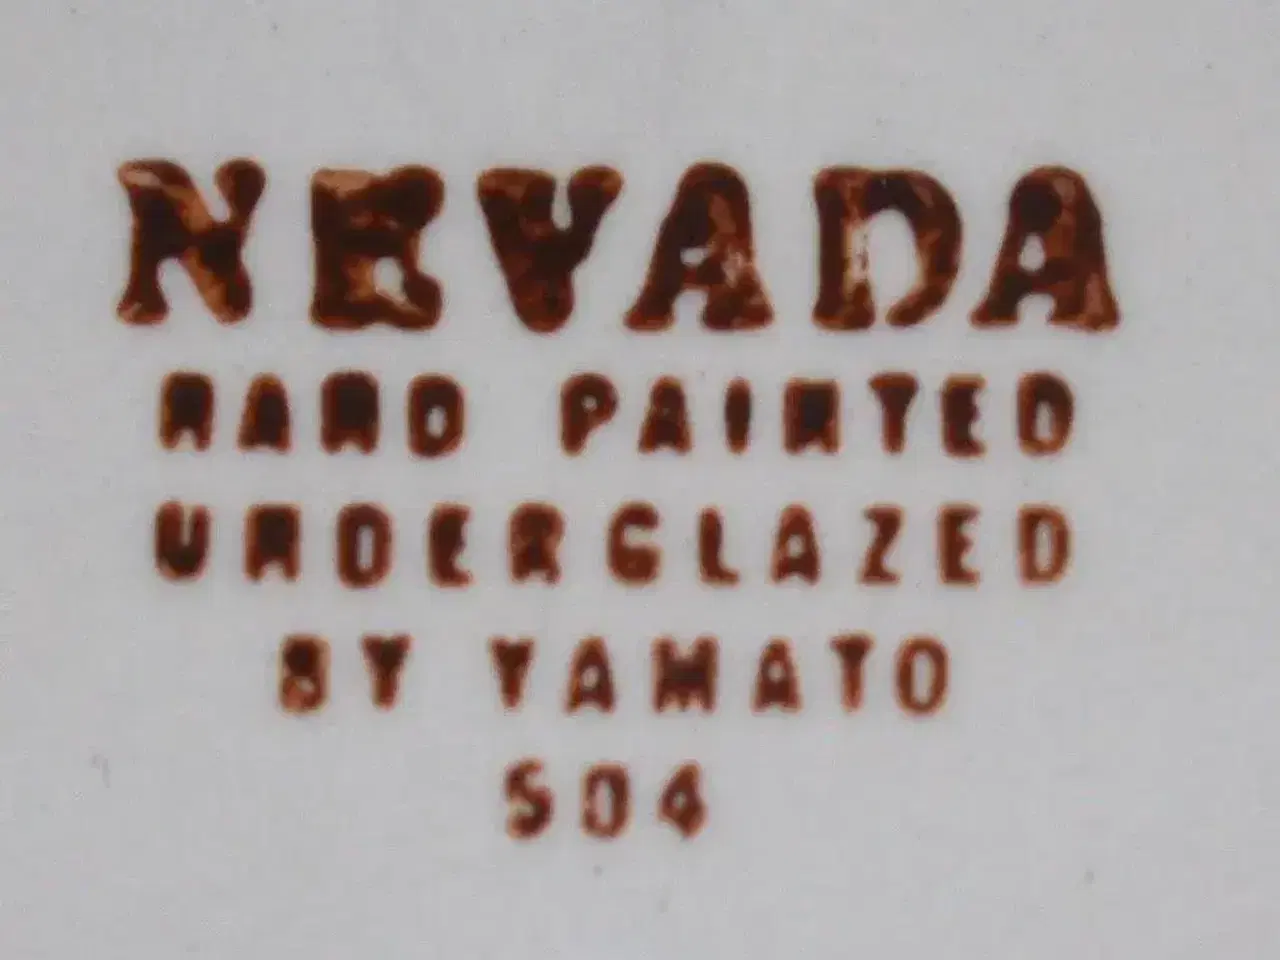 NEVADA
HAND PAINTED
UNDERGLAZED
BY YAMATO
504